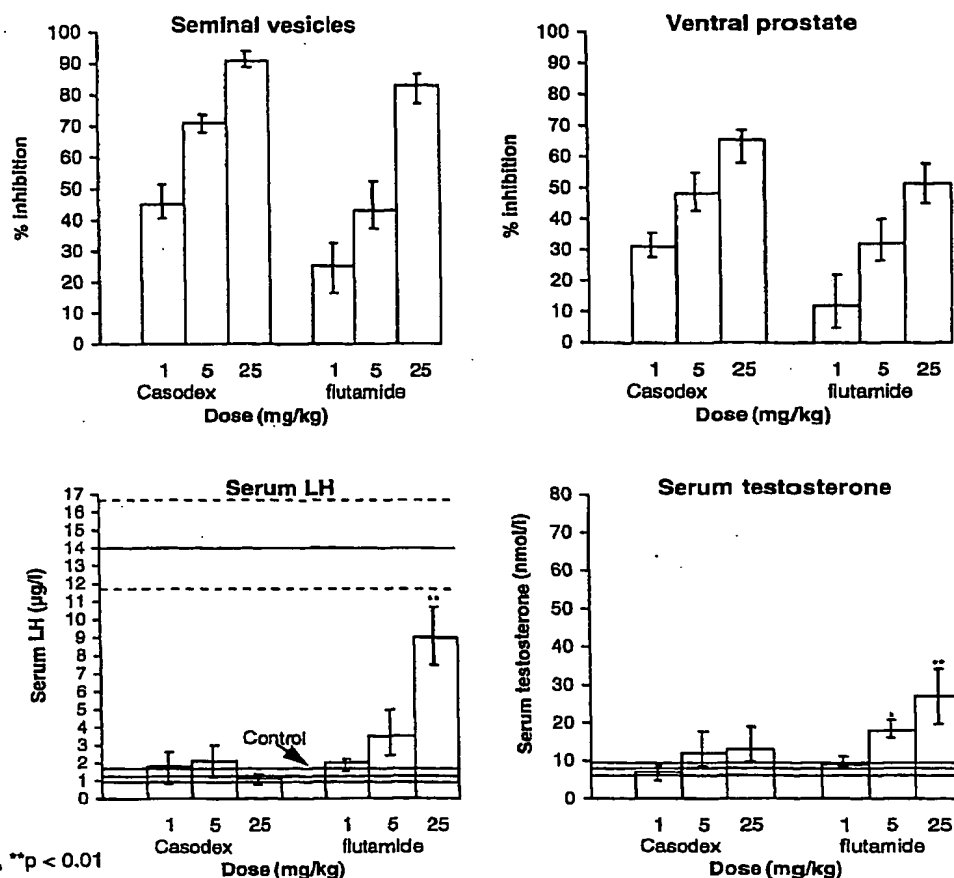 Seminal vesicles
% inhibition
100
90
80
70
60
50
40
30
20
10
0
1 5 25 1 5 25
Casodex flutamide
Dose (mg/kg)
Ventral prostate
% inhibition
100
90
80
70
60
50
40
30
20
10
0
1 5 25 1 5 25
Casodex flutamide
Dose (mg/kg)
Serum LH
Serum LH (µg/l)
17
16
15
14
13
12
11
10
9
8
7
6
5
4
3
2
1
0
**
Control
1 5 25 1 5 25
Casodex flutamide
Dose (mg/kg)
Serum testosterone
Serum testosterone (nmol/l)
80
70
60
50
40
30
20
10
0
* **
1 5 25 1 5 25
Casodex flutamide
Dose (mg/kg)
, **p < 0.01